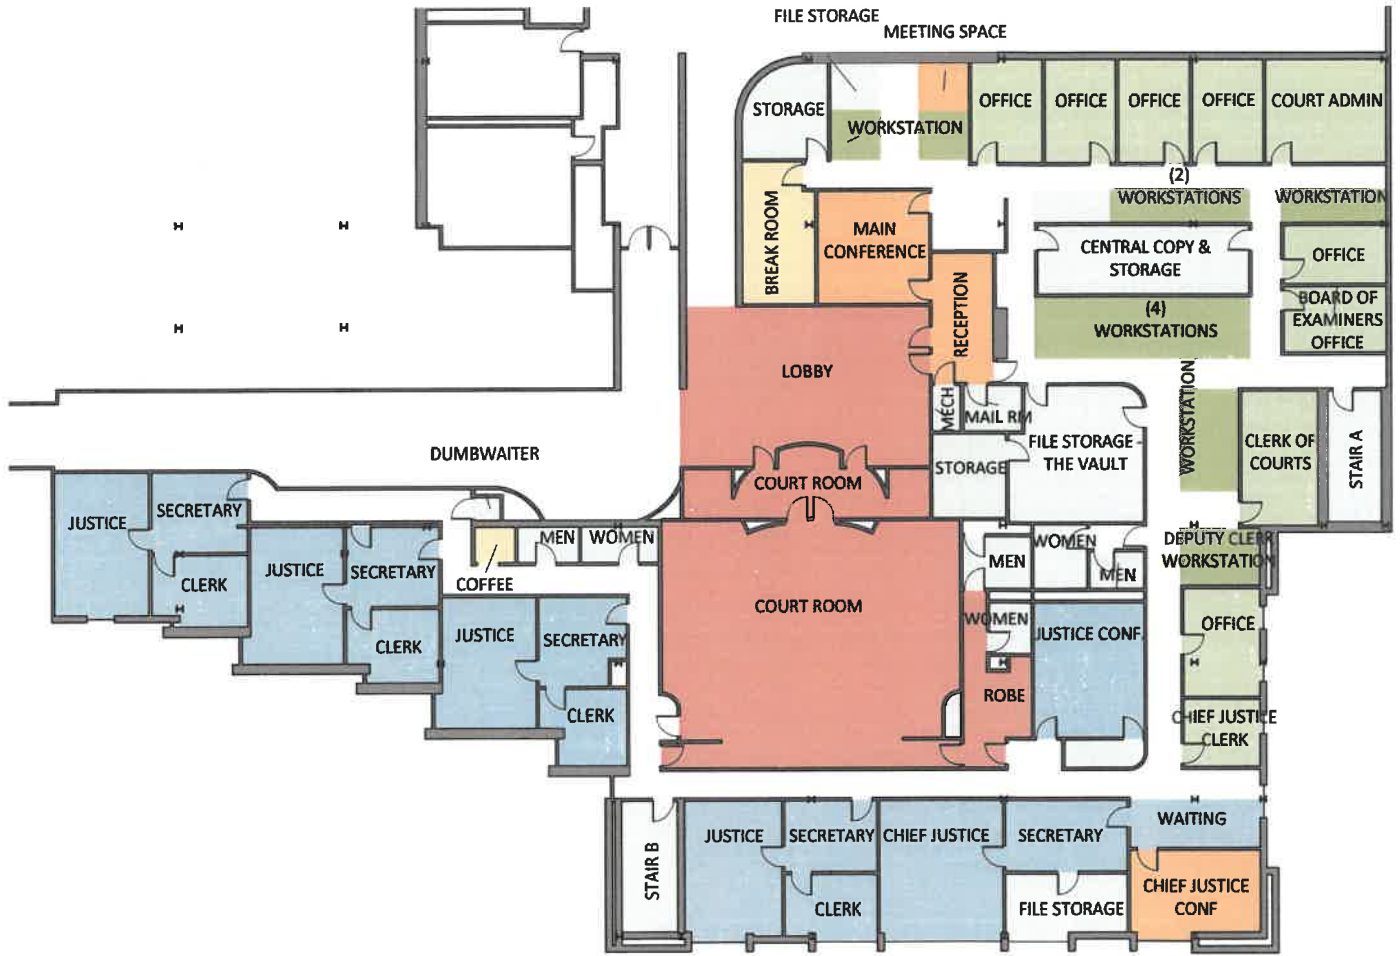 FILE STORAGE
MEETING SPACE
STORAGE
WORKSTATION
OFFICE
OFFICE
OFFICE
OFFICE
COURT ADMIN
(2)
WORKSTATIONS
WORKSTATION
BREAK ROOM
MAIN
CONFERENCE
CENTRAL COPY &
STORAGE
OFFICE
RECEPTION
BOARD OF
EXAMINERS
OFFICE
(4)
WORKSTATIONS
LOBBY
MECH
MAIL RM
WORKSTATION
FILE STORAGE -
THE VAULT
CLERK OF
COURTS
STAIR A
STORAGE
DUMBWAITER
COURT ROOM
JUSTICE
SECRETARY
CLERK
JUSTICE
SECRETARY
CLERK
COFFEE
MEN
WOMEN
MEN
WOMEN
MEN
DEPUTY CLERK
WORKSTATION
COURT ROOM
JUSTICE
SECRETARY
CLERK
WOMEN
JUSTICE CONF.
OFFICE
ROBE
CHIEF JUSTICE
CLERK
STAIR B
JUSTICE
SECRETARY
CLERK
CHIEF JUSTICE
SECRETARY
FILE STORAGE
WAITING
CHIEF JUSTICE
CONF